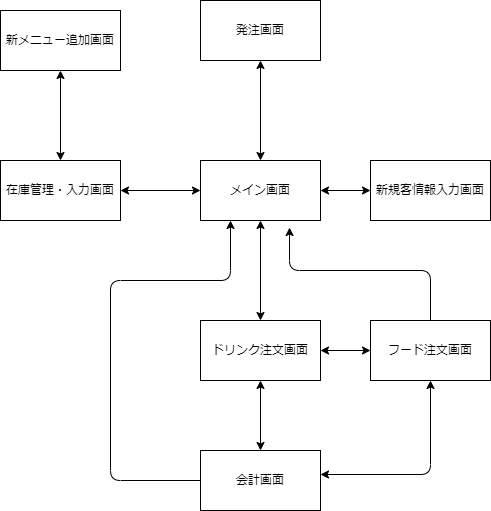 新メニュー追加画面
発注画面
在庫管理・入力画面
メイン画面
新規客情報入力画面
ドリンク注文画面
フード注文画面
会計画面